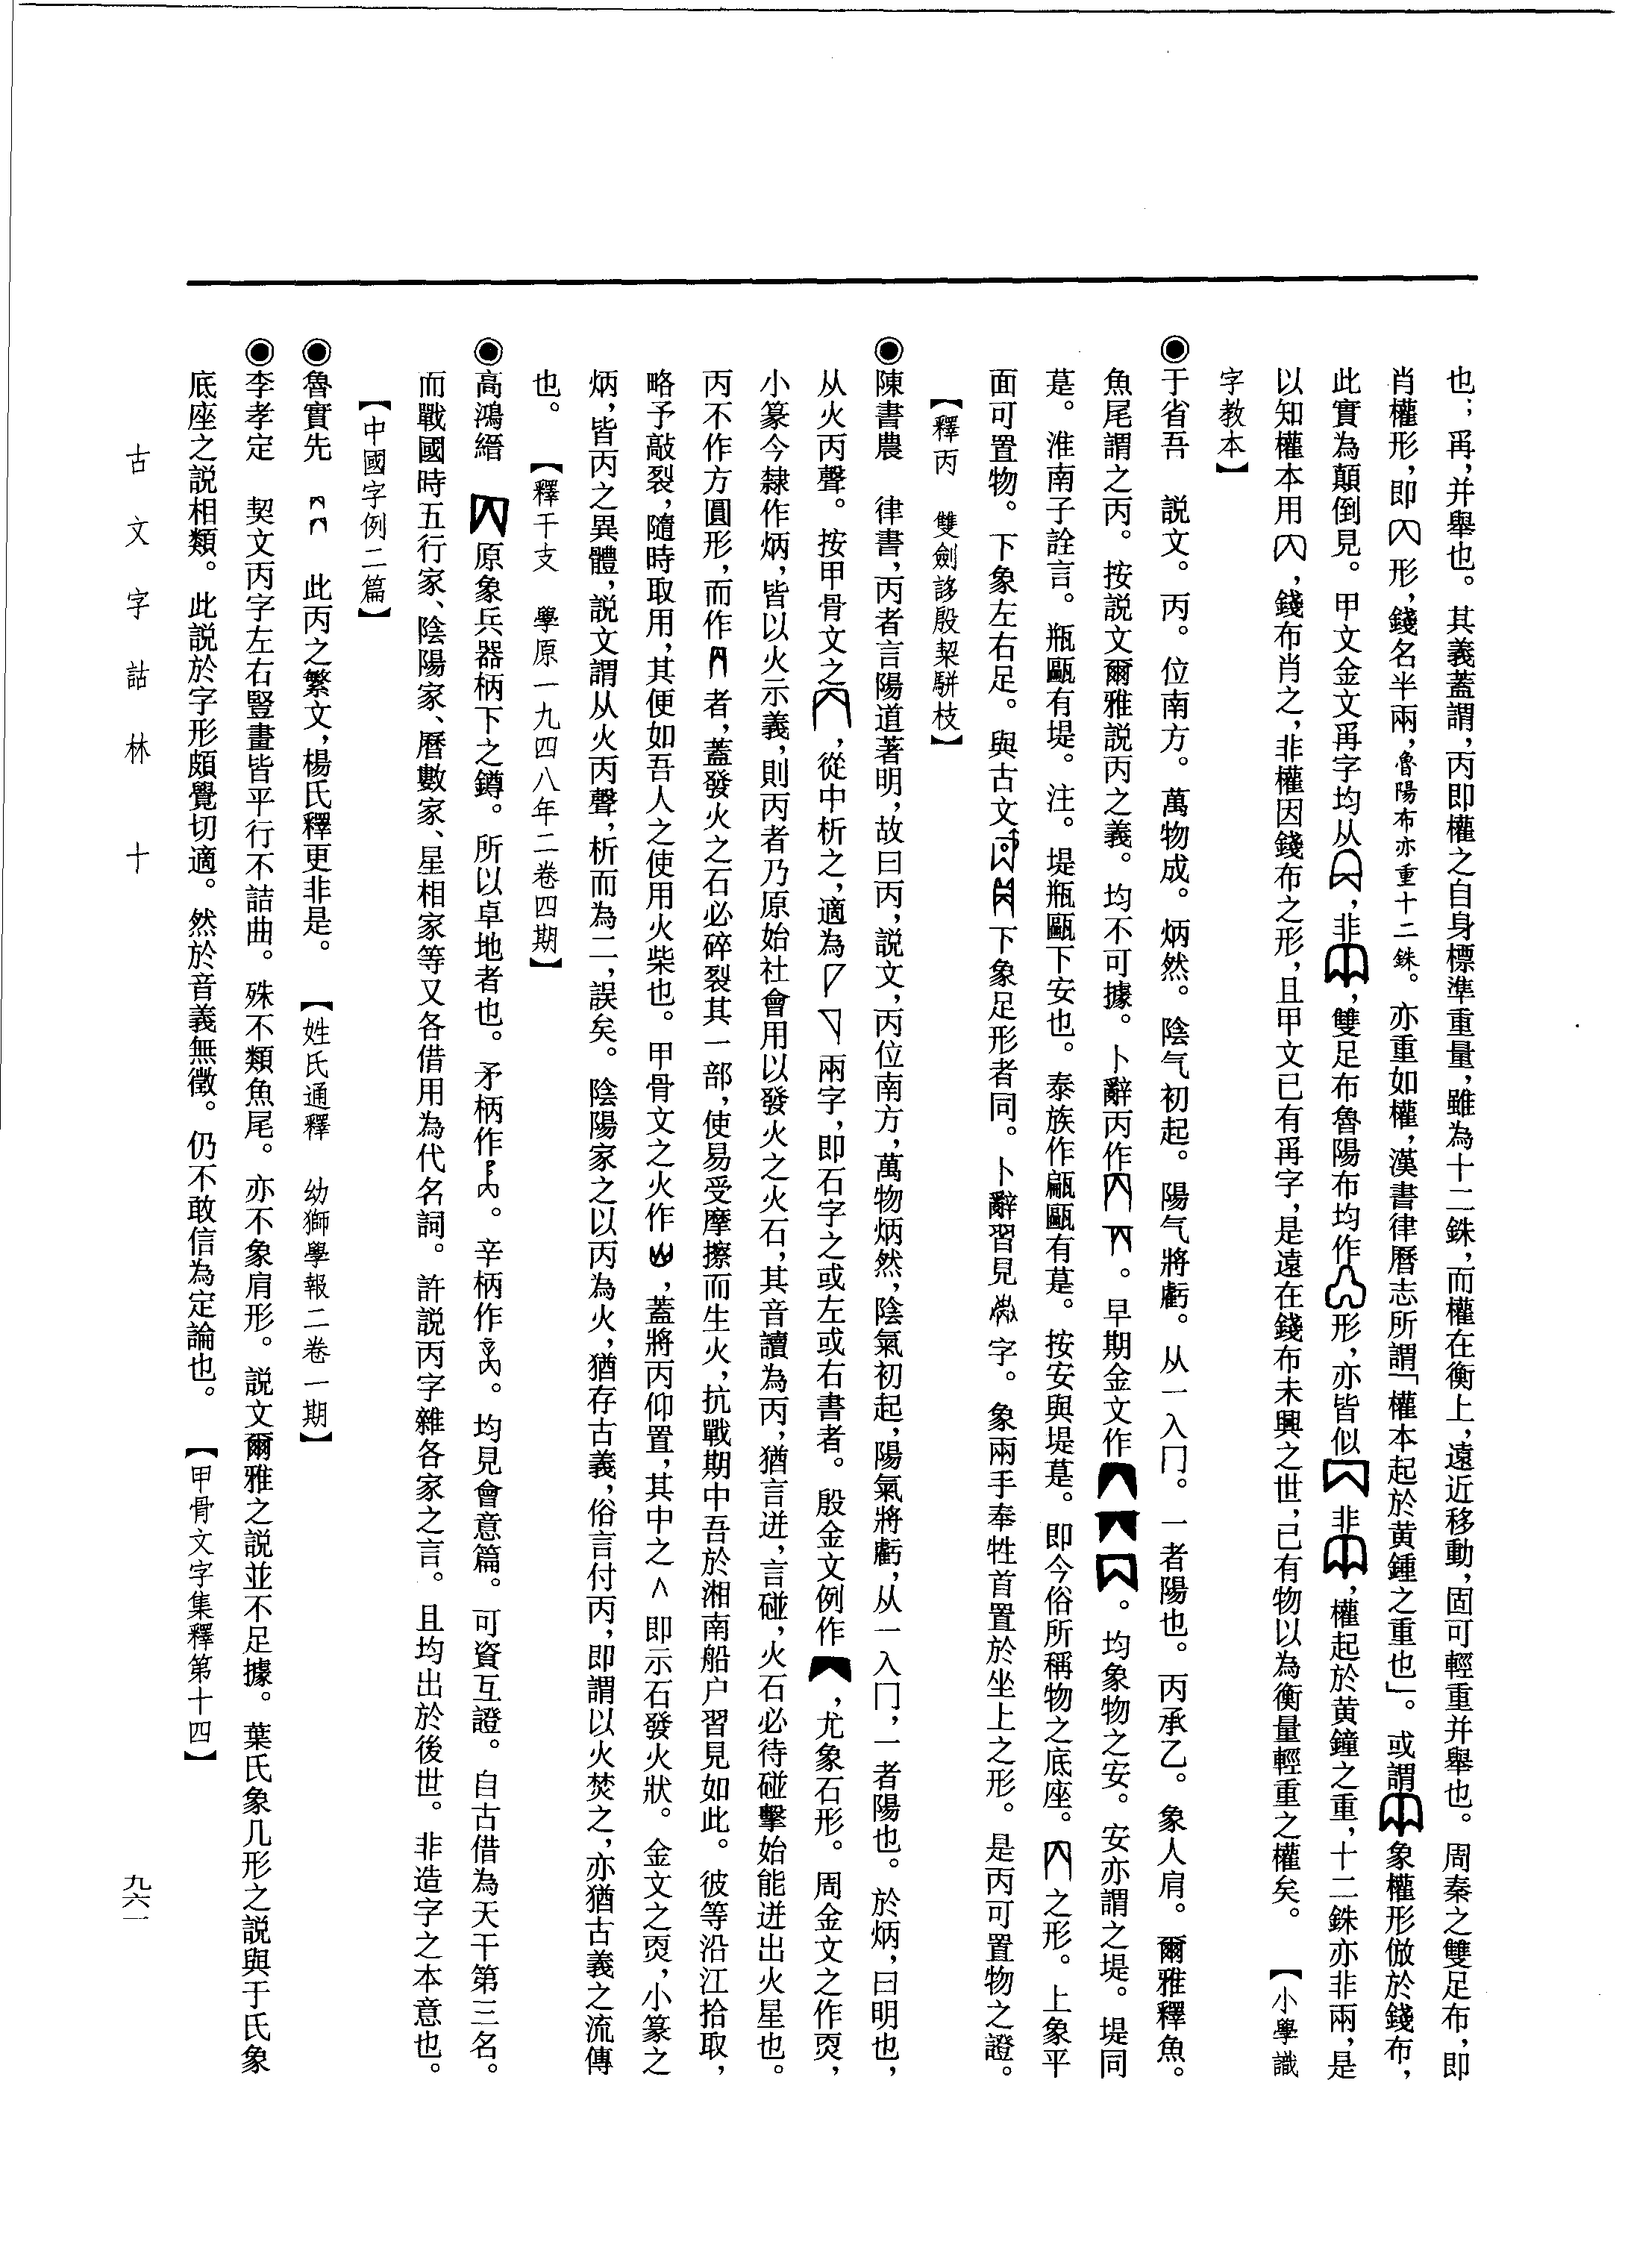 也；爯，并舉也。其義蓋謂，丙即權之自身標準重量，雖為十二銖，而權在衡上，遠近移動，固可輕重并舉也。周秦之雙足布，即
肖權形，即形，錢名半兩，魯陽布亦重十二銖。亦重如權，漢書律曆志所謂「權本起於黃鍾之重也」。或謂象權形倣於錢布，
此實為顛倒見。甲文金文爯字均从，非，雙足布魯陽布均作形，亦皆似非，權起於黃鐘之重，十二銖亦非兩，是
以知權本用，錢布肖之，非權因錢布之形，且甲文已有爯字，是遠在錢布未興之世，已有物以為衡量輕重之權矣。　【小學識
字教本】
◉于省吾　説文。丙。位南方。萬物成。炳然。陰气初起。陽气將虧。从一入冂。一者陽也。丙承乙。象人肩。爾雅釋魚。
魚尾謂之丙。按説文爾雅説丙之義。均不可據。卜辭丙作。早期金文作。均象物之安。安亦謂之堤。堤同
菒。淮南子詮言。瓶甌有堤。注。堤瓶甌下安也。泰族作甂甌有。按安與堤。即今俗所稱物之底座。之形。上象平
面可置物。下象左右足。與古文下象足形者同。卜辭習見字。象兩手奉牲首置於坐上之形。是丙可置物之證。
【釋丙　雙劍誃殷栔駢枝】
◉陳書農　律書，丙者言陽道著明，故曰丙，説文，丙位南方，萬物炳然，陰氣初起，陽氣將虧，从一入冂，一者陽也。於炳，曰明也，
从火丙聲。按甲骨文之，從中析之，適為兩字，即石字之或左或右書者。殷金文例作，尤象石形。周金文之作，
小篆今隸作炳，皆以火示義，則丙者乃原始社會用以發火之火石，其音讀為丙，猶言迸，言碰，火石必待碰擊始能迸出火星也。
丙不作方圓形，而作者，蓋發火之石必碎裂其一部，使易受摩擦而生火，抗戰期中吾於湘南船户習見如此。彼等沿江拾取，
略予敲裂，隨時取用，其便如吾人之使用火柴也。甲骨文之火作，蓋將丙仰置，其中之∧即示石發火狀。金文之，小篆之
炳，皆丙之異體，説文謂从火丙聲，析而為二，誤矣。陰陽家之以丙為火，猶存古義，俗言付丙，即謂以火焚之，亦猶古義之流傳
也。　【釋干支　學原一九四八年二卷四期】
◉高鴻縉　原象兵器柄下之鐏。所以卓地者也。矛柄作。辛柄作。均見會意篇。可資互證。自古借為天干第三名。
而戰國時五行家、陰陽家、曆數家、星相家等又各借用為代名詞。許説丙字雜各家之言。且均出於後世。非造字之本意也。
【中國字例二篇】
◉魯實先　此丙之繁文，楊氏釋更非是。　【姓氏通釋　幼獅學報二卷一期】
◉李孝定　契文丙字左右豎畫皆平行不詰曲。殊不類魚尾。亦不象肩形。説文爾雅之説並不足據。葉氏象几形之説與于氏象
底座之説相類。此説於字形頗覺切適。然於音義無徵。仍不敢信為定論也。　【甲骨文字集釋第十四】
古文字詁林　十
九六一